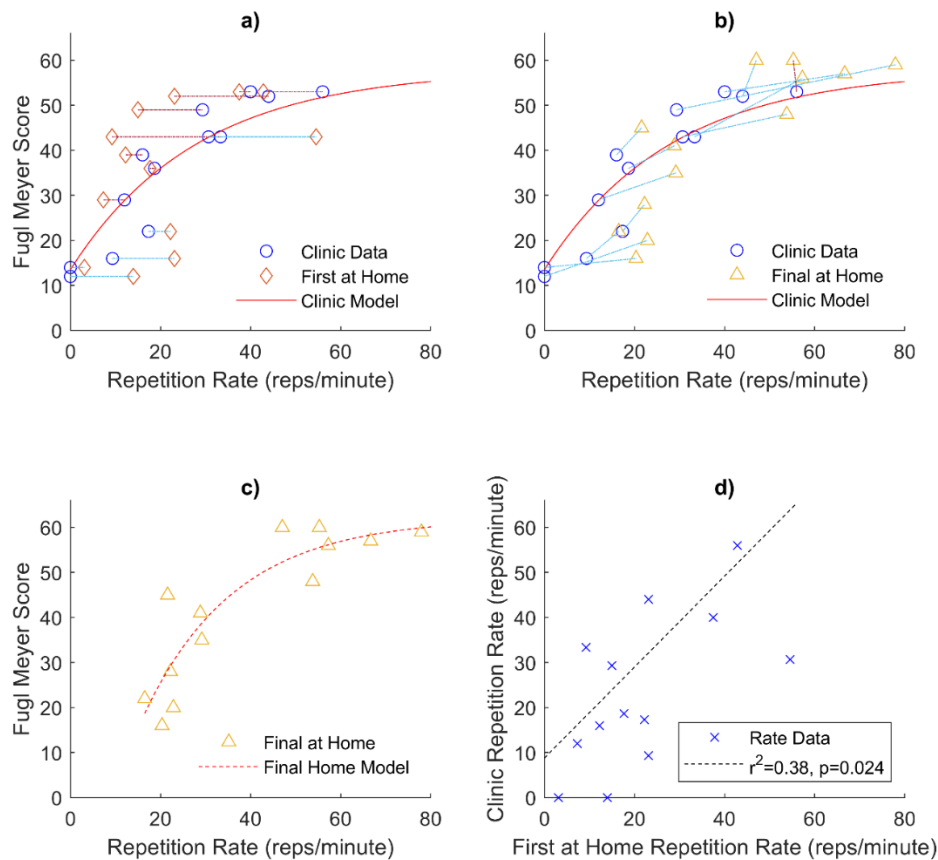 a)
Fugl Meyer Score
60
50
40
30
20
10
0
Clinic Data
First at Home
Clinic Model
0 20 40 60 80
Repetition Rate (reps/minute)
b)
60
50
40
30
20
10
0
Clinic Data
Final at Home
Clinic Model
0 20 40 60 80
Repetition Rate (reps/minute)
c)
Fugl Meyer Score
60
50
40
30
20
10
0
Final at Home
Final Home Model
0 20 40 60 80
Repetition Rate (reps/minute)
d)
Clinic Repetition Rate (reps/minute)
60
50
40
30
20
10
0
Rate Data
r²=0.38, p=0.024
0 20 40 60 80
First at Home Repetition Rate (reps/minute)